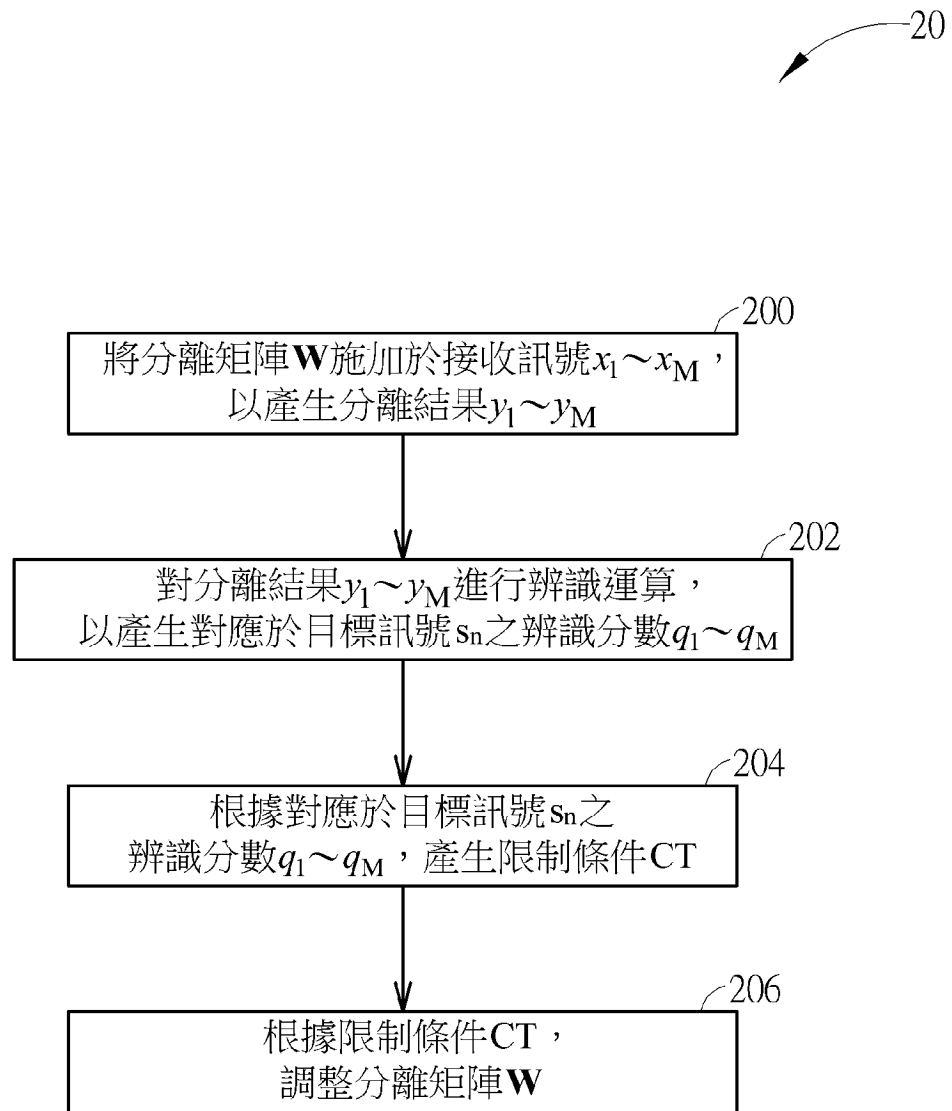 20
200
將分離矩陣W施加於接收訊號x1~xM，
以產生分離結果y1~yM
202
對分離結果y1~yM進行辨識運算，
以產生對應於目標訊號sn之辨識分數q1~qM
204
根據對應於目標訊號sn之
辨識分數q1~qM，產生限制條件CT
206
根據限制條件CT，
調整分離矩陣W